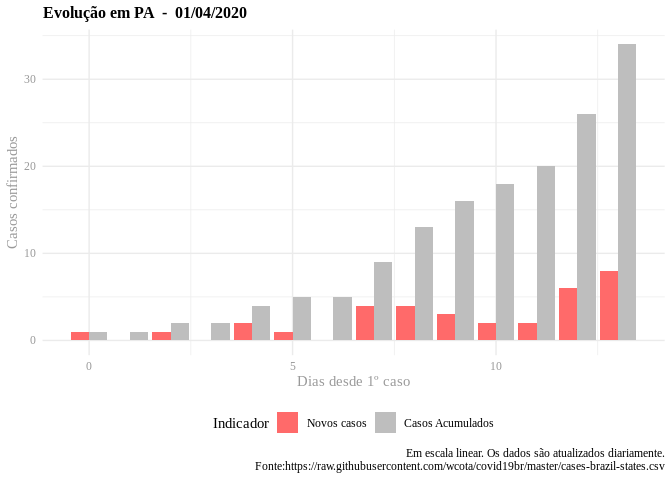 Evolução em PA  -  01/04/2020
Casos confirmados
30
20
10
0
0
5
10
Dias desde 1º caso
Indicador
Novos casos
Casos Acumulados
Em escala linear. Os dados são atualizados diariamente.
Fonte:https://raw.githubusercontent.com/wcota/covid19br/master/cases-brazil-states.csv